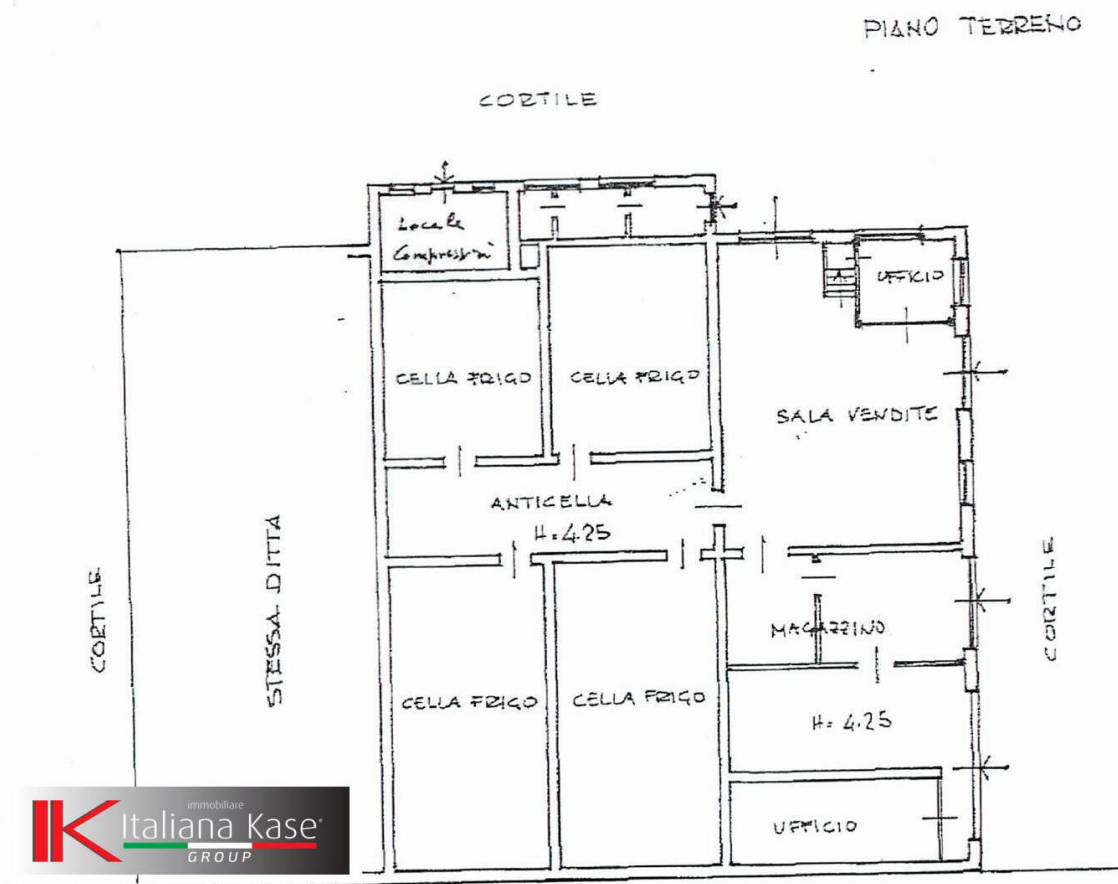 PIANO TERRENO
CORTILE
Locale
Compressori
UFFICIO
CELLA FRIGO
CELLA FRIGO
SALA VENDITE
ANTICELLA
H=4.25
CORTILE
STESSA DITTA
CORTILE
MAGAZZINO
CELLA FRIGO
CELLA FRIGO
H=4.25
UFFICIO
immobiliare
IK Italiana Kase
GROUP